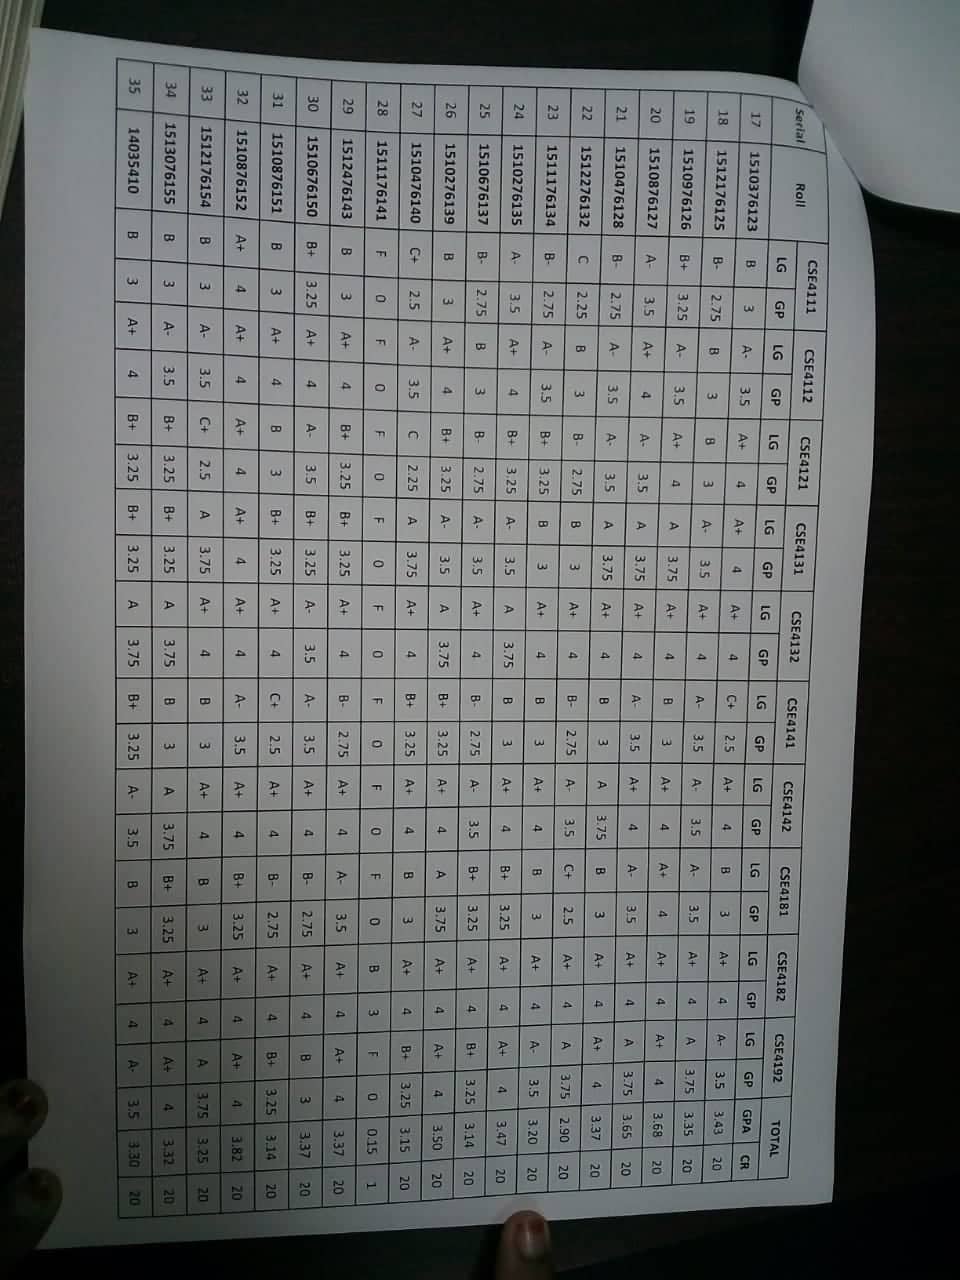 Serial Roll CSE4111 CSE4112 CSE4121 CSE4131 CSE4132 CSE4141 CSE4142 CSE4181 CSE4182 CSE4192 TOTAL
LG GP LG GP LG GP LG GP LG GP LG GP LG GP LG GP LG GP LG GP GPA CR
17 1510376123 B 3 A- 3.5 A+ 4 A+ 4 A+ 4 C+ 2.5 A+ 4 B 3 A+ 4 A- 3.5 3.43 20
18 1512176125 B- 2.75 B 3 B 3 A- 3.5 A+ 4 A- 3.5 A- 3.5 A- 3.5 A+ 4 A 3.75 3.35 20
19 1510976126 B+ 3.25 A- 3.5 A+ 4 A 3.75 A+ 4 B 3 A+ 4 A+ 4 A+ 4 A+ 4 3.68 20
20 1510876127 A- 3.5 A+ 4 A- 3.5 A 3.75 A+ 4 A- 3.5 A+ 4 A- 3.5 A+ 4 A 3.75 3.65 20
21 1510476128 B- 2.75 A- 3.5 A- 3.5 A 3.75 A+ 4 B 3 A 3.75 B 3 A+ 4 A+ 4 3.37 20
22 1512276132 C 2.25 B 3 B- 2.75 B 3 A+ 4 B- 2.75 A- 3.5 C+ 2.5 A+ 4 A 3.75 2.90 20
23 1511176134 B- 2.75 A- 3.5 B+ 3.25 B 3 A+ 4 B 3 A+ 4 B 3 A+ 4 A- 3.5 3.20 20
24 1510276135 A- 3.5 A+ 4 B+ 3.25 A- 3.5 A 3.75 B 3 A+ 4 B+ 3.25 A+ 4 A+ 4 3.47 20
25 1510676137 B- 2.75 B 3 B- 2.75 A- 3.5 A+ 4 B- 2.75 A- 3.5 B+ 3.25 A+ 4 B+ 3.25 3.14 20
26 1510276139 B 3 A+ 4 B+ 3.25 A- 3.5 A 3.75 B+ 3.25 A+ 4 A 3.75 A+ 4 A+ 4 3.50 20
27 1510476140 C+ 2.5 A- 3.5 C 2.25 A 3.75 A+ 4 B+ 3.25 A+ 4 B 3 A+ 4 B+ 3.25 3.15 20
28 1511176141 F 0 F 0 F 0 F 0 F 0 F 0 F 0 F 0 B 3 F 0 0.15 1
29 1512476143 B 3 A+ 4 B+ 3.25 B+ 3.25 A+ 4 B- 2.75 A+ 4 A- 3.5 A+ 4 A+ 4 3.37 20
30 1510676150 B+ 3.25 A+ 4 A- 3.5 B+ 3.25 A- 3.5 A- 3.5 A+ 4 B- 2.75 A+ 4 B 3 3.37 20
31 1510876151 B 3 A+ 4 B 3 B+ 3.25 A+ 4 C+ 2.5 A+ 4 B- 2.75 A+ 4 B+ 3.25 3.14 20
32 1510876152 A+ 4 A+ 4 A+ 4 A+ 4 A+ 4 A- 3.5 A+ 4 B+ 3.25 A+ 4 A+ 4 3.82 20
33 1512176154 B 3 A- 3.5 C+ 2.5 A 3.75 A+ 4 B 3 A+ 4 B 3 A+ 4 A 3.75 3.25 20
34 1513076155 B 3 A- 3.5 B+ 3.25 B+ 3.25 A 3.75 B 3 A 3.75 B+ 3.25 A+ 4 A+ 4 3.32 20
35 14035410 B 3 A+ 4 B+ 3.25 B+ 3.25 A 3.75 B+ 3.25 A- 3.5 B 3 A+ 4 A- 3.5 3.30 20